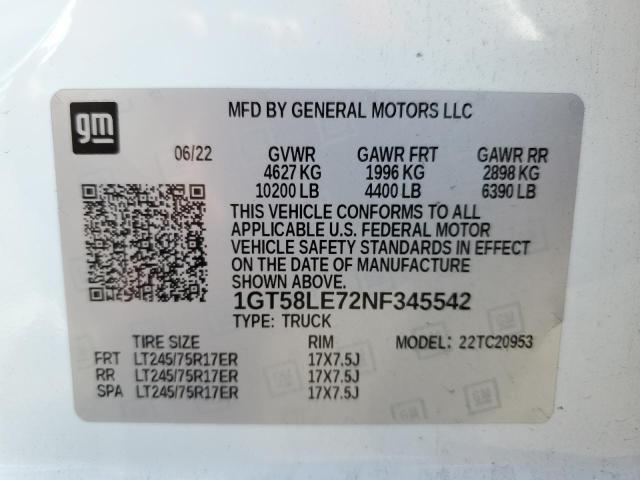 gm
MFD BY GENERAL MOTORS LLC
06/22 GVWR GAWR FRT GAWR RR
4627 KG 1996 KG 2898 KG
10200 LB 4400 LB 6390 LB
THIS VEHICLE CONFORMS TO ALL
APPLICABLE U.S. FEDERAL MOTOR
VEHICLE SAFETY STANDARDS IN EFFECT
ON THE DATE OF MANUFACTURE
SHOWN ABOVE.
1GT58LE72NF345542
TYPE: TRUCK
TIRE SIZE RIM MODEL: 22TC20953
FRT LT245/75R17ER 17X7.5J
RR LT245/75R17ER 17X7.5J
SPA LT245/75R17ER 17X7.5J